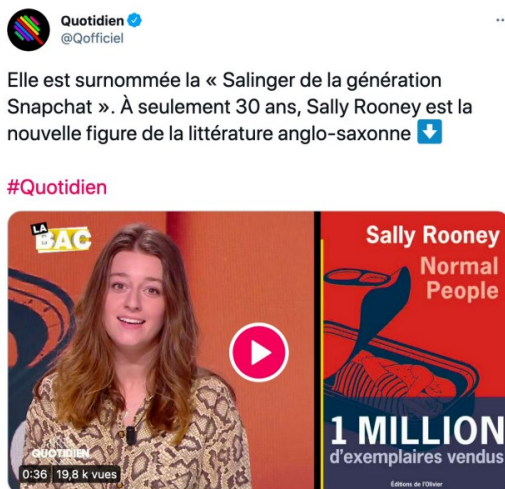 Quotidien
@Qofficiel
Elle est surnommée la « Salinger de la génération
Snapchat ». À seulement 30 ans, Sally Rooney est la
nouvelle figure de la littérature anglo-saxonne ⬇️
#Quotidien
LA
BAC
Sally Rooney
Normal
People
1 MILLION
d'exemplaires vendus
Éditions de l'Olivier
QUOTIDIEN
0:36 19,8 k vues